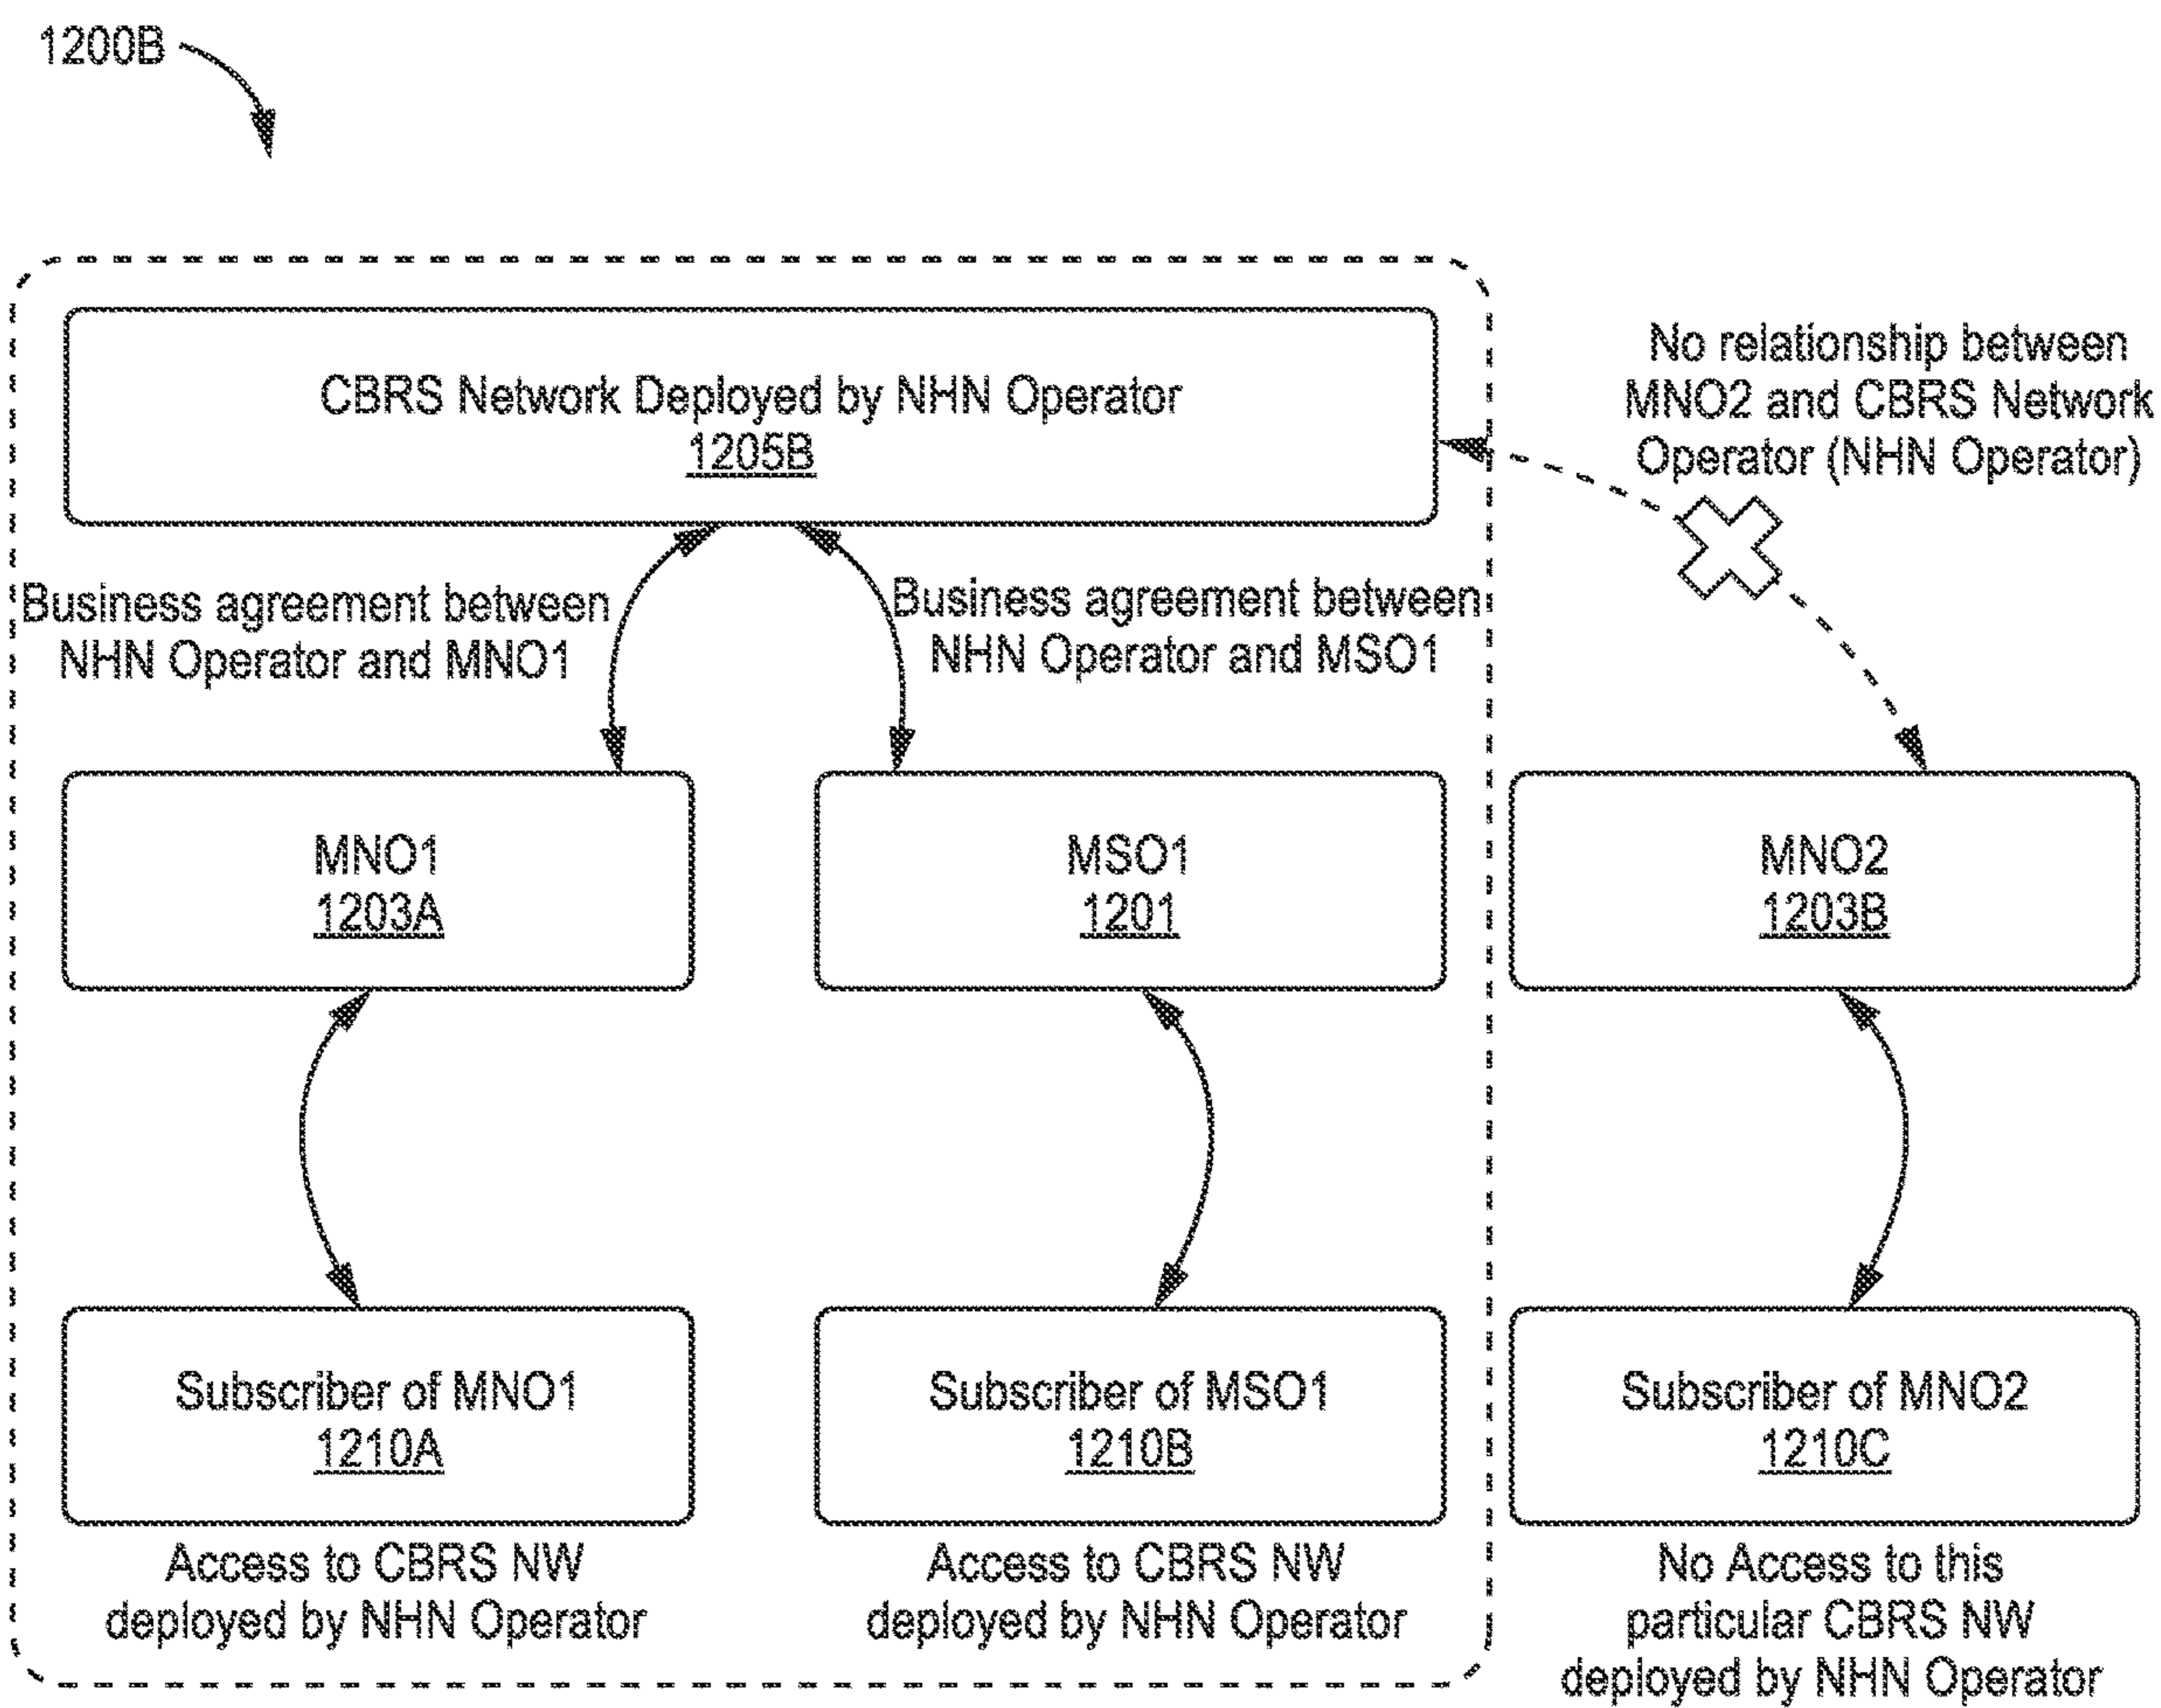 1200B
CBRS Network Deployed by NHN Operator
1205B
No relationship between
MNO2 and CBRS Network
Operator (NHN Operator)
Business agreement between
NHN Operator and MNO1
Business agreement between
NHN Operator and MSO1
MNO1
1203A
MSO1
1201
MNO2
1203B
Subscriber of MNO1
1210A
Subscriber of MSO1
1210B
Subscriber of MNO2
1210C
Access to CBRS NW
deployed by NHN Operator
Access to CBRS NW
deployed by NHN Operator
No Access to this
particular CBRS NW
deployed by NHN Operator